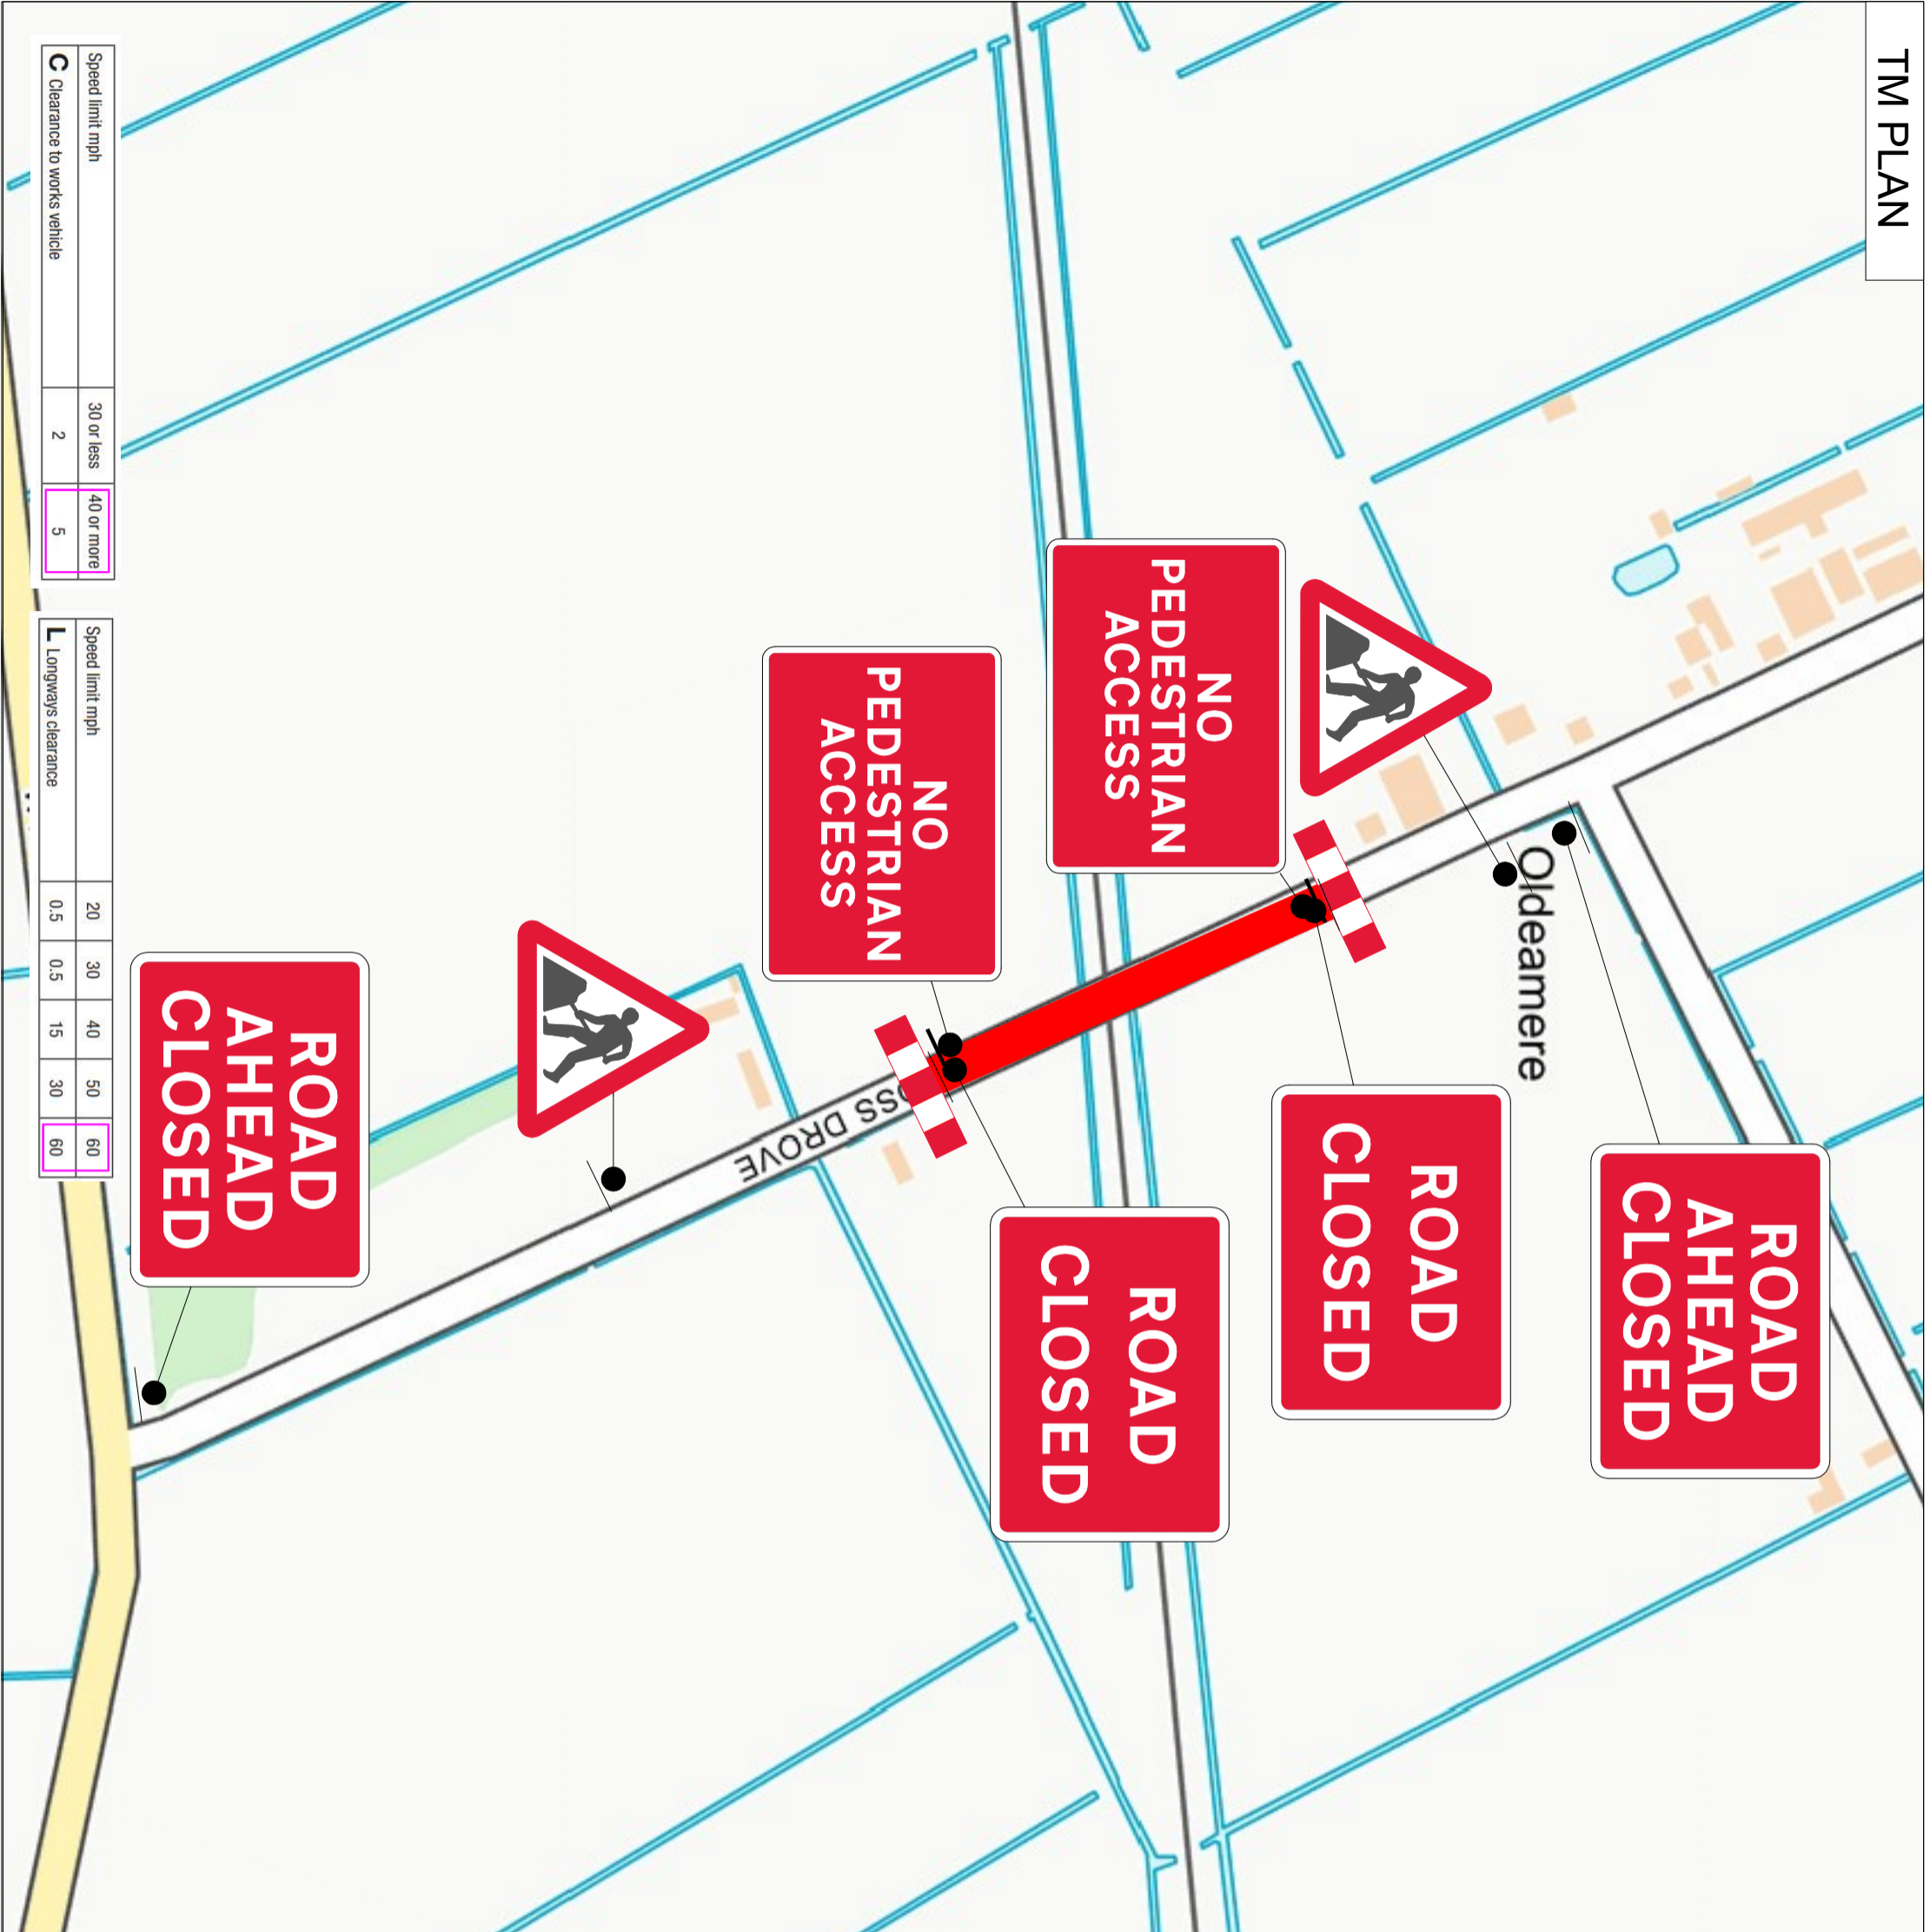 TM PLAN
ROAD
AHEAD
CLOSED
Oldeamere
ROAD
CLOSED
NO
PEDESTRIAN
ACCESS
ROAD
CLOSED
NO
PEDESTRIAN
ACCESS
DROVE
ROAD
AHEAD
CLOSED
Speed limit mph 30 or less 40 or more
C Clearance to works vehicle 2 5
Speed limit mph 20 30 40 50 60
L Longways clearance 0.5 0.5 15 30 60